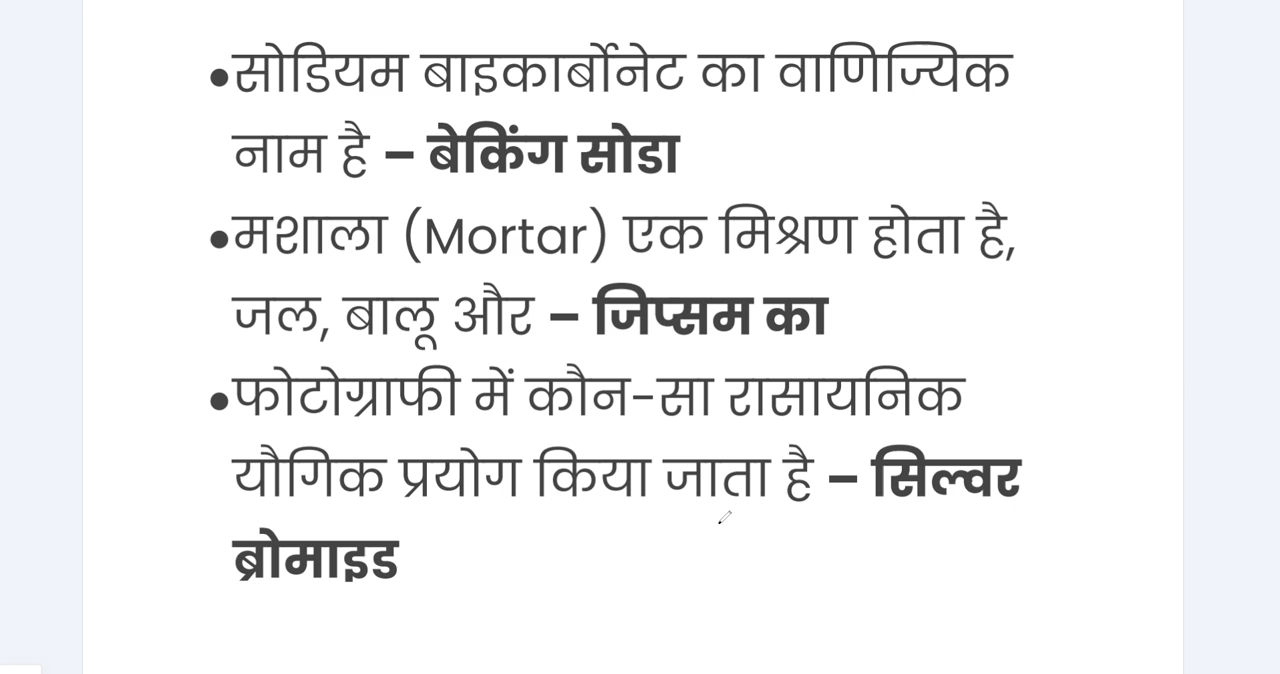 •सोडियम बाइकार्बोनेट का वाणिज्यिक
नाम है – बेकिंग सोडा
•मशाला (Mortar) एक मिश्रण होता है,
जल, बालू और – जिप्सम का
•फोटोग्राफी में कौन-सा रासायनिक
यौगिक प्रयोग किया जाता है – सिल्वर
ब्रोमाइड